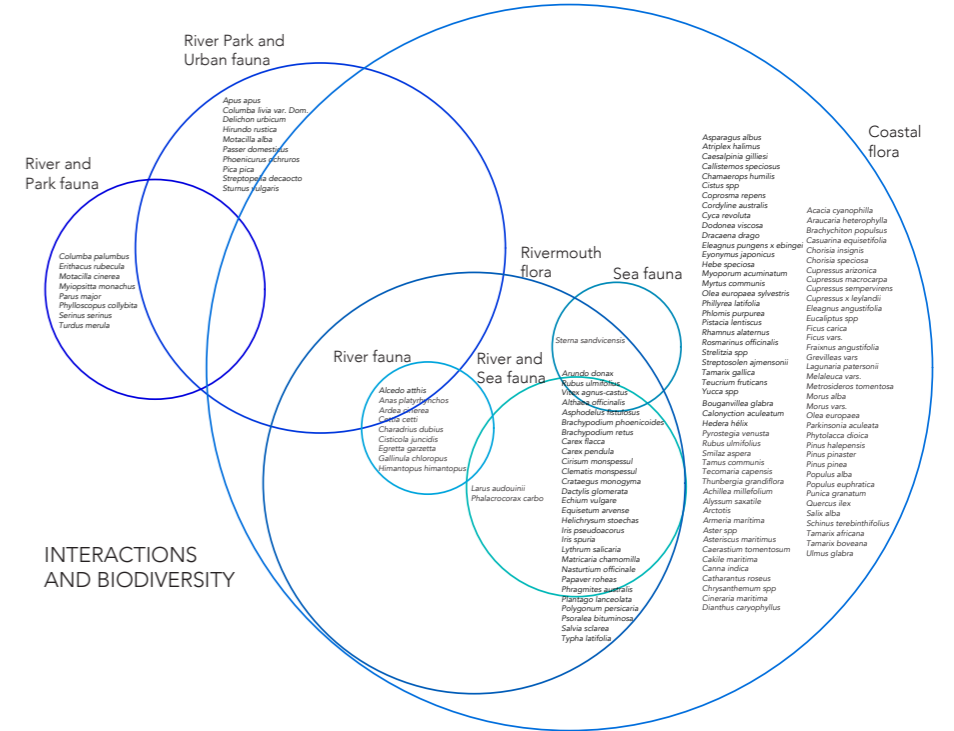 River Park and
Urban fauna
Apus apus
Columba livia var. Dom.
Delichon urbicum
Hirundo rustica
Motacilla alba
Passer domesticus
Phoenicurus ochruros
Pica pica
Streptopelia decaocto
Sturnus vulgaris
River and
Park fauna
Columba palumbus
Erithacus rubecula
Motacilla cinerea
Myiopsitta monachus
Parus major
Phylloscopus collybita
Serinus serinus
Turdus merula
River fauna
Alcedo atthis
Anas platyrhynchos
Ardea cinerea
Cettia cetti
Charadrius dubius
Cisticola juncidis
Egretta garzetta
Gallinula chloropus
Himantopus himantopus
River and
Sea fauna
Larus audouinii
Phalacrocorax carbo
Sea fauna
Sterna sandvicensis
Rivermouth
flora
Arundo donax
Rubus ulmifolius
Vitex agnus-castus
Althaea officinalis
Asphodelus fistulosus
Brachypodium phoenicoides
Brachypodium retus
Carex flacca
Carex pendula
Cirisum monspessul
Clematis monspessul
Crataegus monogyma
Dactylis glomerata
Echium vulgare
Equisetum arvense
Helichrysum stoechas
Iris pseudoacorus
Iris spuria
Lythrum salicaria
Matricaria chamomilla
Nasturtium officinale
Papaver roheas
Phragmites australis
Plantago lanceolata
Polygonum persicaria
Psoralea bituminosa
Salvia sclarea
Typha latifolia
Coastal
flora
Asparagus albus
Atriplex halimus
Caesalpinia gilliesi
Callistemos speciosus
Chamaerops humilis
Cistus spp
Coprosma repens
Cordyline australis
Cyca revoluta
Dodonea viscosa
Dracaena drago
Eleagnus pungens x ebingei
Eyonymus japonicus
Hebe speciosa
Myoporum acuminatum
Myrtus communis
Olea europaea sylvestris
Phillyrea latifolia
Phlomis purpurea
Pistacia lentiscus
Rhamnus alaternus
Rosmarinus officinalis
Strelitzia spp
Streptosolen ajmensonii
Tamarix gallica
Teucrium fruticans
Yucca spp
Bouganvillea glabra
Calonyction aculeatum
Hedera hélix
Pyrostegia venusta
Rubus ulmifolius
Smilaz aspera
Tamus communis
Tecomaria capensis
Thunbergia grandiflora
Achillea millefolium
Alyssum saxatile
Arctotis
Armeria maritima
Aster spp
Asteriscus maritimus
Caerastium tomentosum
Cakile maritima
Canna indica
Catharantus roseus
Chrysanthemum spp
Cineraria maritima
Dianthus caryophyllus
Acacia cyanophilla
Araucaria heterophylla
Brachychiton populsus
Casuarina equisetifolia
Chorisia insignis
Chorisia speciosa
Cupressus arizonica
Cupressus macrocarpa
Cupressus sempervirens
Cupressus x leylandii
Eleagnus angustifolia
Eucaliptus spp
Ficus carica
Ficus vars.
Fraixnus angustifolia
Grevilleas vars
Lagunaria patersonii
Melaleuca vars.
Metrosideros tomentosa
Morus alba
Morus vars.
Olea europaea
Parkinsonia aculeata
Phytolacca dioica
Pinus halepensis
Pinus pinaster
Pinus pinea
Populus alba
Populus euphratica
Punica granatum
Quercus ilex
Salix alba
Schinus terebinthifolius
Tamarix africana
Tamarix boveana
Ulmus glabra
INTERACTIONS
AND BIODIVERSITY